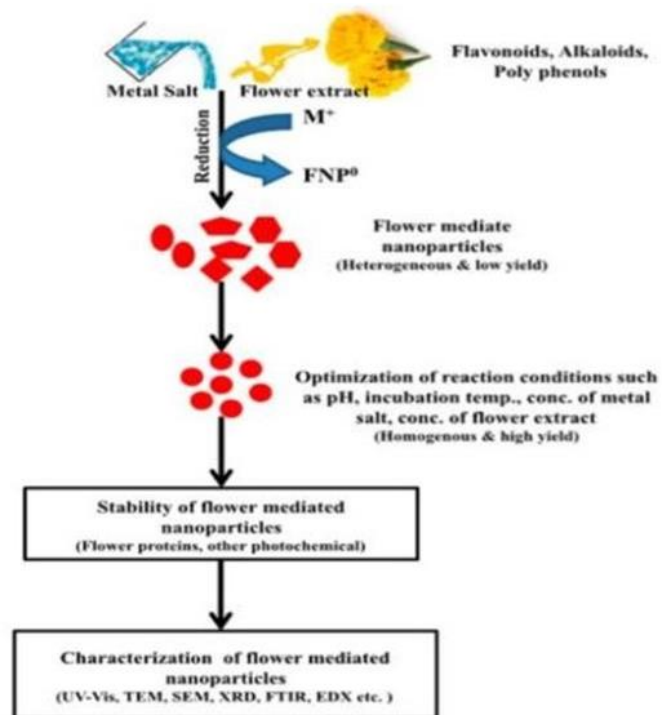 Flavonoids, Alkaloids,
Poly phenols
Metal Salt
Flower extract
Reduction
M⁺
FNP⁰
Flower mediate
nanoparticles
(Heterogeneous & low yield)
Optimization of reaction conditions such
as pH, incubation temp., conc. of metal
salt, conc. of flower extract
(Homogenous & high yield)
Stability of flower mediated
nanoparticles
(Flower proteins, other photochemical)
Characterization of flower mediated
nanoparticles
(UV-Vis, TEM, SEM, XRD, FTIR, EDX etc. )